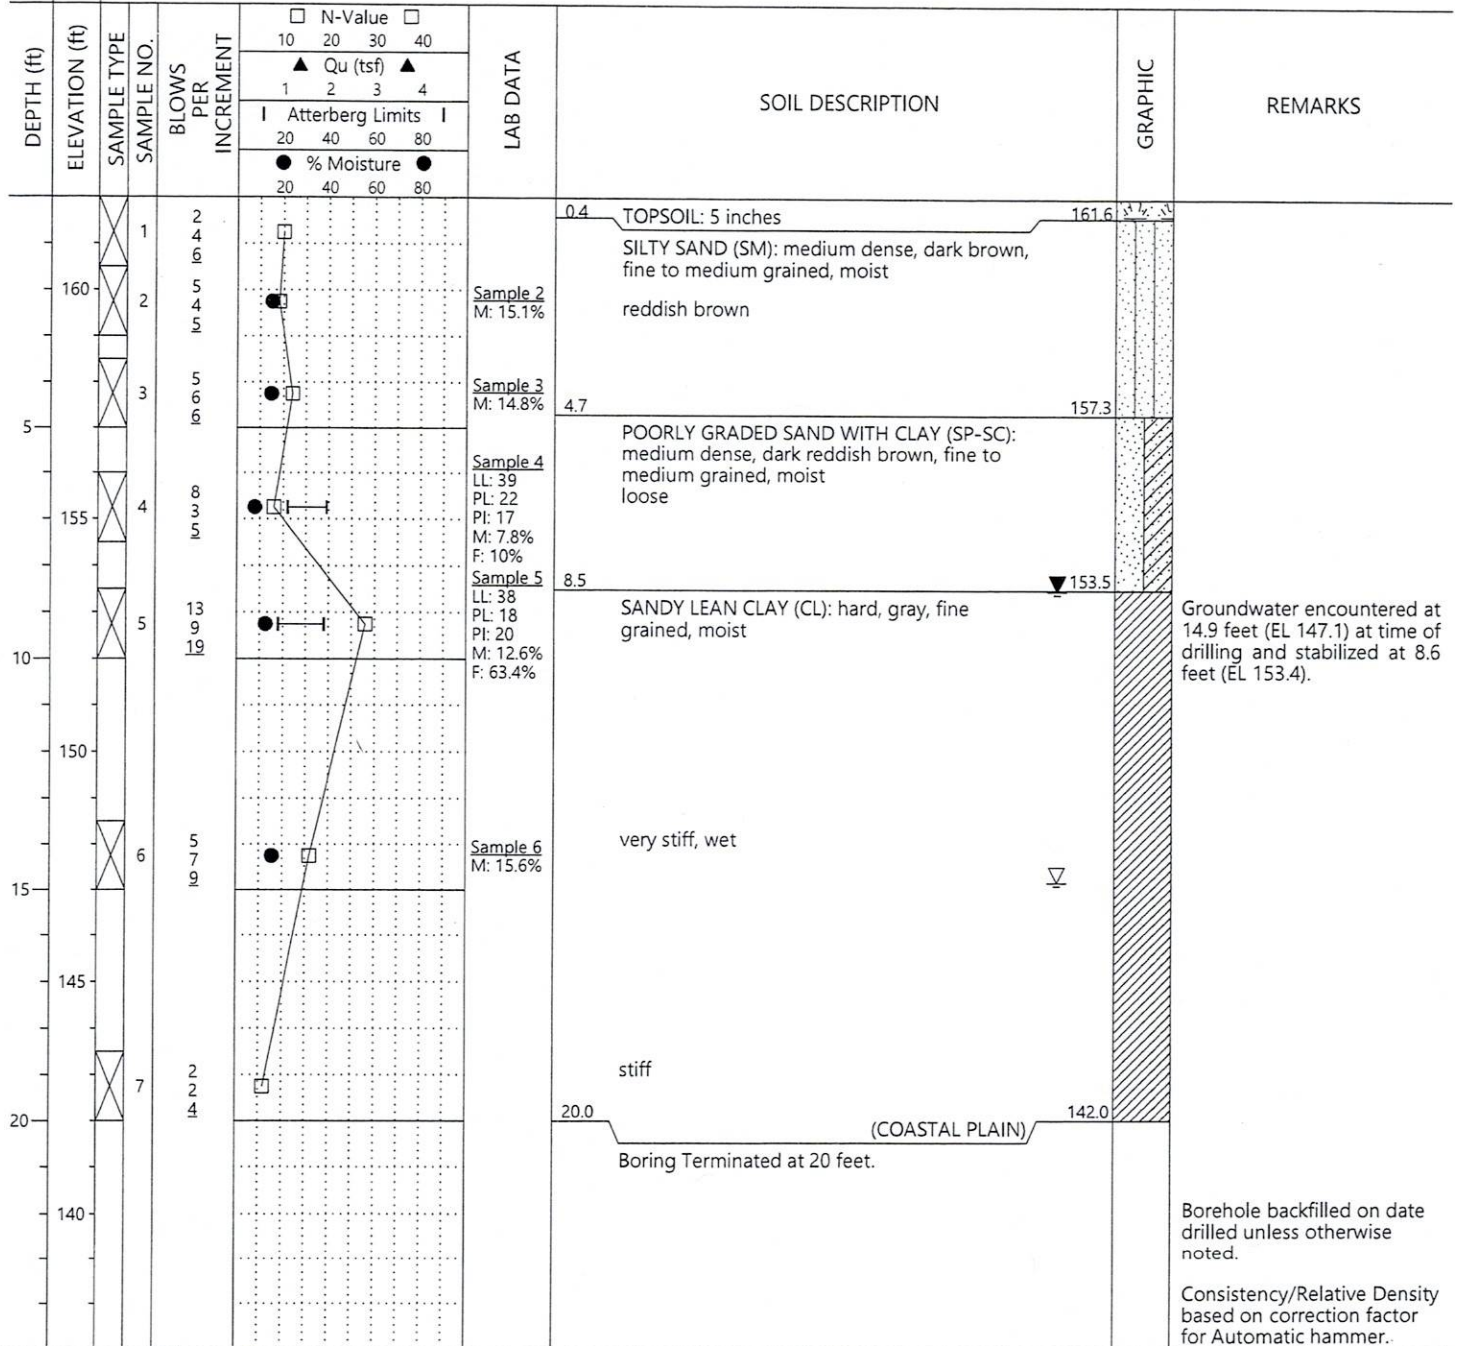 DEPTH (ft)
ELEVATION (ft)
SAMPLE TYPE
SAMPLE NO.
BLOWS
PER
INCREMENT
N-Value
10 20 30 40
Qu (tsf)
1 2 3 4
Atterberg Limits
20 40 60 80
% Moisture
20 40 60 80
LAB DATA
SOIL DESCRIPTION
GRAPHIC
REMARKS
0.4 TOPSOIL: 5 inches 161.6
1
2
4
6
SILTY SAND (SM): medium dense, dark brown,
fine to medium grained, moist
160
2
5
4
5
Sample 2
M: 15.1%
reddish brown
3
5
6
6
Sample 3
M: 14.8%
4.7 157.3
5
POORLY GRADED SAND WITH CLAY (SP-SC):
medium dense, dark reddish brown, fine to
medium grained, moist
loose
155
4
8
3
5
Sample 4
LL: 39
PL: 22
PI: 17
M: 7.8%
F: 10%
8.5 153.5
5
13
9
19
Sample 5
LL: 38
PL: 18
PI: 20
M: 12.6%
F: 63.4%
SANDY LEAN CLAY (CL): hard, gray, fine
grained, moist
Groundwater encountered at
14.9 feet (EL 147.1) at time of
drilling and stabilized at 8.6
feet (EL 153.4).
10
150
6
5
7
9
Sample 6
M: 15.6%
very stiff, wet
15
145
7
2
2
4
stiff
20
20.0 142.0
(COASTAL PLAIN)
Boring Terminated at 20 feet.
140
Borehole backfilled on date
drilled unless otherwise
noted.
Consistency/Relative Density
based on correction factor
for Automatic hammer.